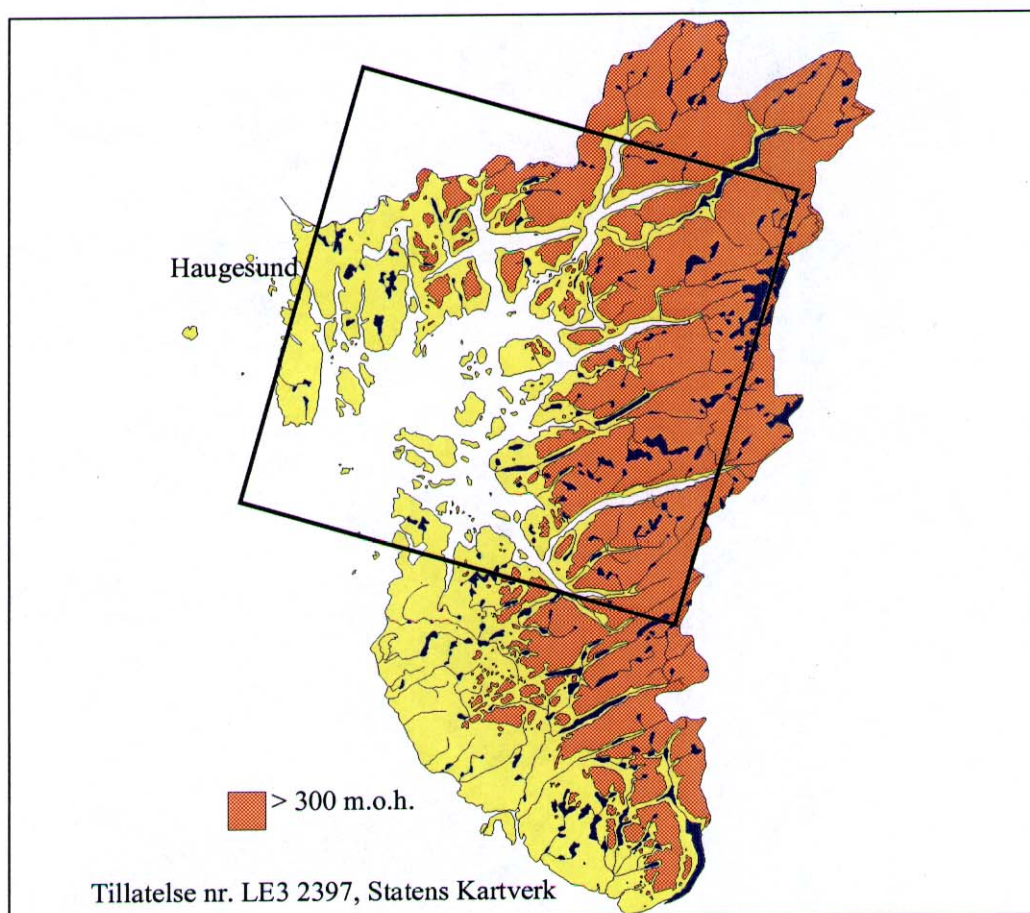 Haugesund
> 300 m.o.h.
Tillatelse nr. LE3 2397, Statens Kartverk